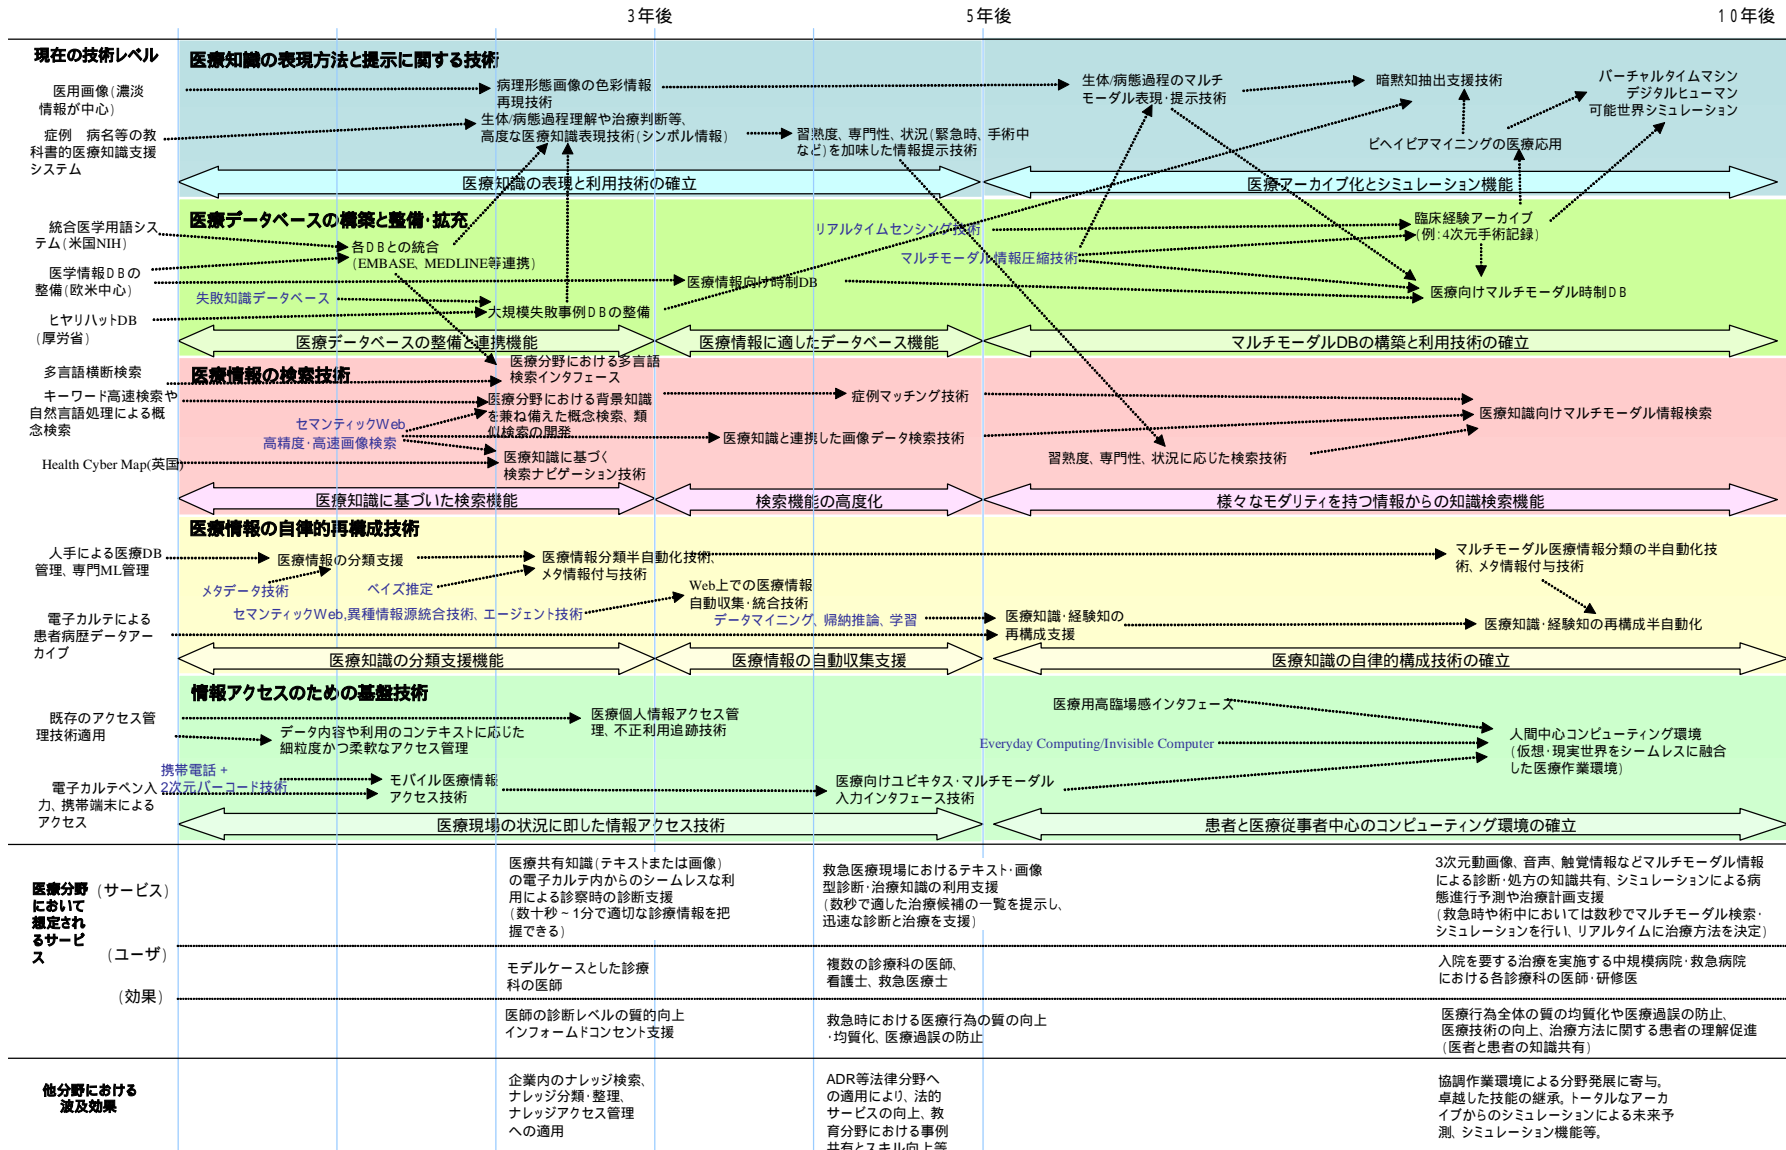 3年後
5年後
10年後
現在の技術レベル
医療知識の表現方法と提示に関する技術
医用画像(濃淡
情報が中心)
症例　病名等の教
科書的医療知識支援
システム
病理形態画像の色彩情報
再現技術
生体/病態過程理解や治療判断等、
高度な医療知識表現技術(シンボル情報)
習熟度、専門性、状況(緊急時、手術中
など)を加味した情報提示技術
生体/病態過程のマルチ
モーダル表現・提示技術
暗黙知抽出支援技術
バーチャルタイムマシン
デジタルヒューマン
可能世界シミュレーション
ビヘイビアマイニングの医療応用
医療知識の表現と利用技術の確立
医療アーカイブ化とシミュレーション機能
医療データベースの構築と整備・拡充
統合医学用語シス
テム(米国NIH)
医学情報DBの
整備(欧米中心)
ヒヤリハットDB
(厚労省)
各DBとの統合
(EMBASE、MEDLINE等連携)
失敗知識データベース
大規模失敗事例DBの整備
医療情報向け時制DB
リアルタイムセンシング技術
マルチモーダル情報圧縮技術
臨床経験アーカイブ
(例：4次元手術記録)
医療向けマルチモーダル時制DB
医療データベースの整備と連携機能
医療情報に適したデータベース機能
マルチモーダルDBの構築と利用技術の確立
医療情報の検索技術
多言語横断検索
キーワード高速検索や
自然言語処理による概
念検索
Health Cyber Map(英国)
医療分野における多言語
検索インタフェース
医療分野における背景知識
を兼ね備えた概念検索、類
似検索の開発
セマンティックWeb
高精度・高速画像検索
医療知識に基づく
検索ナビゲーション技術
症例マッチング技術
医療知識と連携した画像データ検索技術
習熟度、専門性、状況に応じた検索技術
医療知識向けマルチモーダル情報検索
医療知識に基づいた検索機能
検索機能の高度化
様々なモダリティを持つ情報からの知識検索機能
医療情報の自律的再構成技術
人手による医療DB
管理、専門ML管理
電子カルテによる
患者病歴データアー
カイブ
医療情報の分類支援
メタデータ技術
ベイズ推定
医療情報分類半自動化技術、
メタ情報付与技術
セマンティックWeb,異種情報源統合技術、エージェント技術
Web上での医療情報
自動収集・統合技術
データマイニング、帰納推論、学習
医療知識・経験知の
再構成支援
マルチモーダル医療情報分類の半自動化技
術、メタ情報付与技術
医療知識・経験知の再構成半自動化
医療知識の分類支援機能
医療情報の自動収集支援
医療知識の自律的構成技術の確立
情報アクセスのための基盤技術
既存のアクセス管
理技術適用
電子カルテペン入
力、携帯端末による
アクセス
データ内容や利用のコンテキストに応じた
細粒度かつ柔軟なアクセス管理
医療個人情報アクセス管
理、不正利用追跡技術
携帯電話 +
2次元バーコード技術
モバイル医療情報
アクセス技術
医療向けユビキタス・マルチモーダル
入力インタフェース技術
医療用高臨場感インタフェース
Everyday Computing/Invisible Computer
人間中心コンピューティング環境
(仮想・現実世界をシームレスに融合
した医療作業環境)
医療現場の状況に即した情報アクセス技術
患者と医療従事者中心のコンピューティング環境の確立
医療分野
において
想定され
るサービ
ス
(サービス)
(ユーザ)
(効果)
医療共有知識(テキストまたは画像)
の電子カルテ内からのシームレスな利
用による診察時の診断支援
(数十秒～1分で適切な診療情報を把
握できる)
救急医療現場におけるテキスト・画像
型診断・治療知識の利用支援
(数秒で適した治療候補の一覧を提示し、
迅速な診断と治療を支援)
3次元動画像、音声、触覚情報などマルチモーダル情報
による診断・処方の知識共有、シミュレーションによる病
態進行予測や治療計画支援
(救急時や術中においては数秒でマルチモーダル検索・
シミュレーションを行い、リアルタイムに治療方法を決定)
モデルケースとした診療
科の医師
複数の診療科の医師、
看護士、救急医療士
入院を要する治療を実施する中規模病院・救急病院
における各診療科の医師・研修医
医師の診断レベルの質的向上
インフォームドコンセント支援
救急時における医療行為の質の向上
・均質化、医療過誤の防止
医療行為全体の質の均質化や医療過誤の防止、
医療技術の向上、治療方法に関する患者の理解促進
(医者と患者の知識共有)
他分野における
波及効果
企業内のナレッジ検索、
ナレッジ分類・整理、
ナレッジアクセス管理
への適用
ADR等法律分野へ
の適用により、法的
サービスの向上、教
育分野における事例
共有とスキル向上等
協調作業環境による分野発展に寄与。
卓越した技能の継承。トータルなアーカ
イブからのシミュレーションによる未来予
測、シミュレーション機能等。